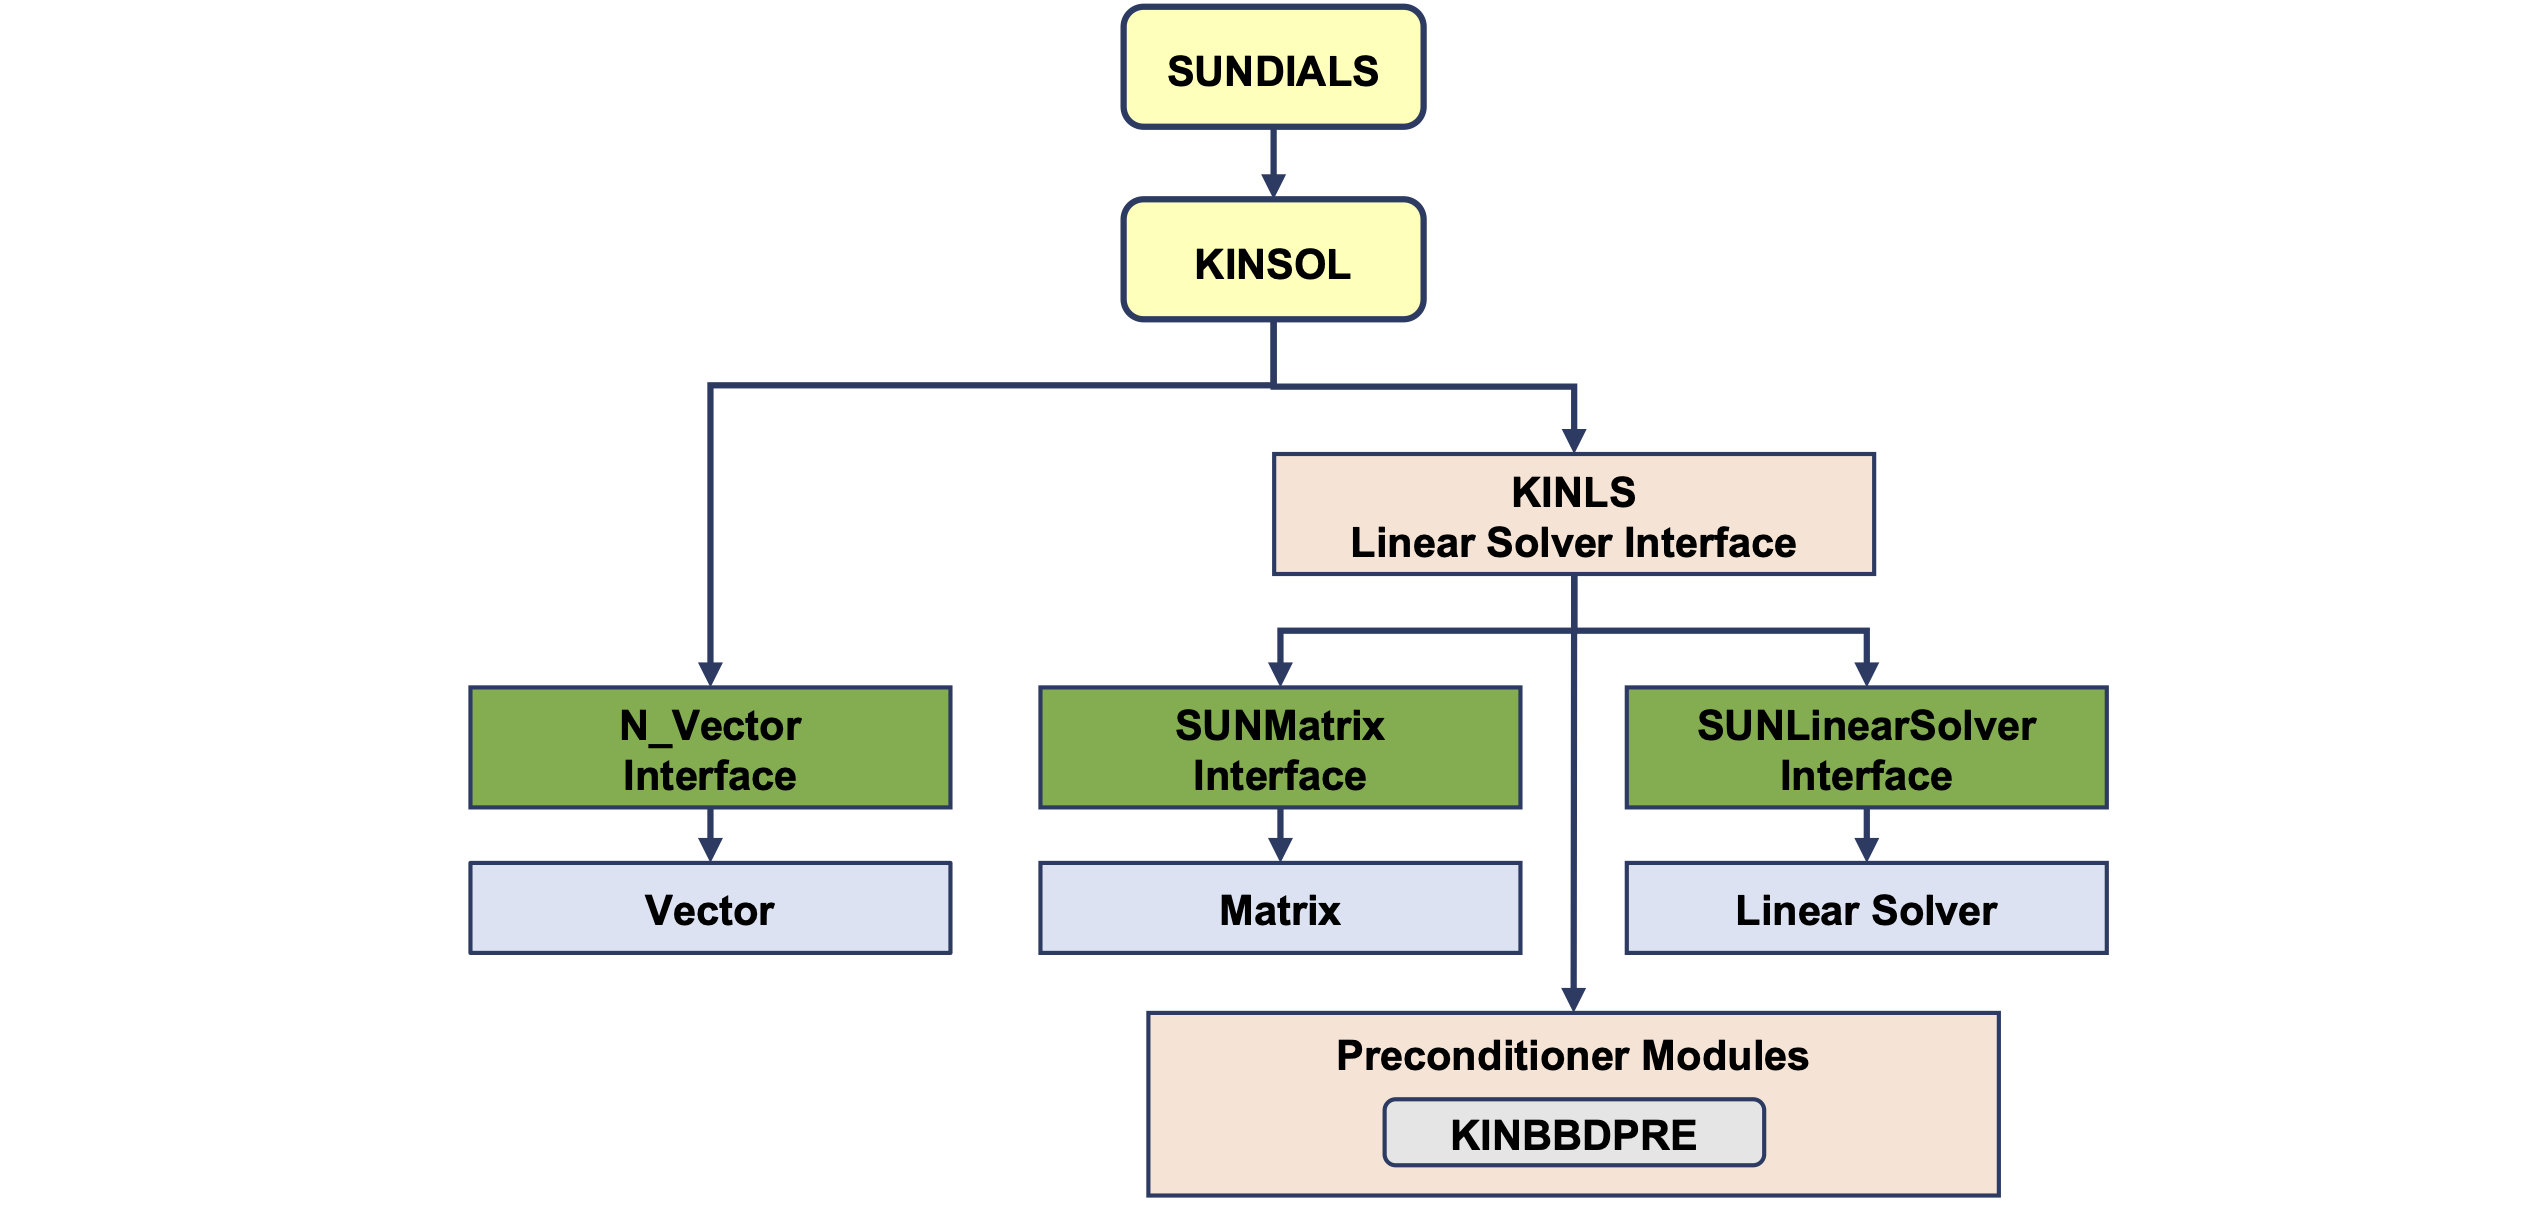 SUNDIALS
KINSOL
KINLS
Linear Solver Interface
N_Vector
Interface
SUNMatrix
Interface
SUNLinearSolver
Interface
Vector
Matrix
Linear Solver
Preconditioner Modules
KINBBDPRE